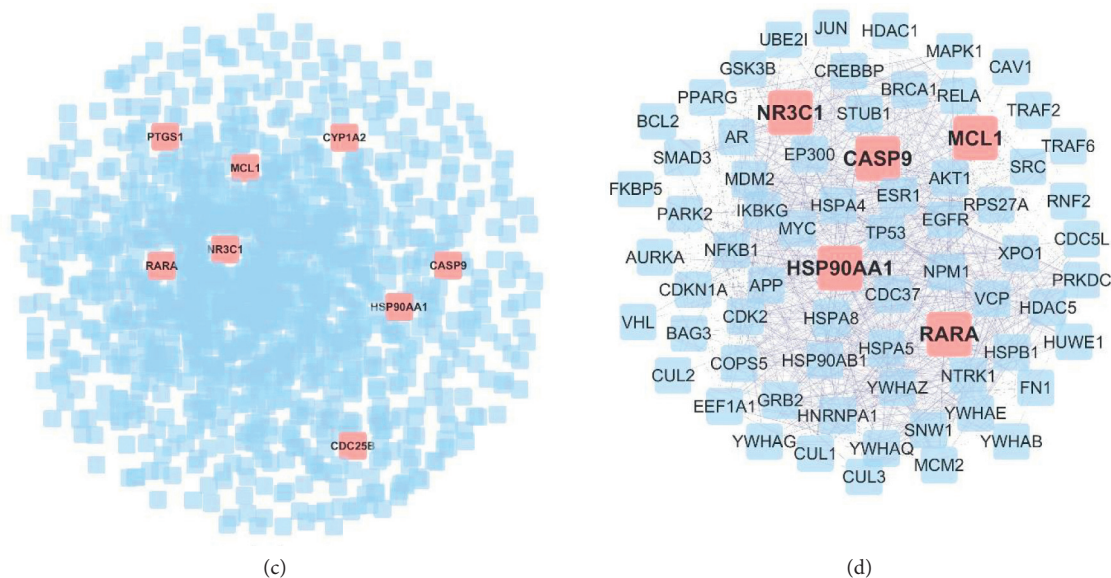 PTGS1
CYP1A2
MCL1
NR3C1
RARA
CASP9
HSP90AA1
CDC25B
(c)
JUN
HDAC1
UBE2I
MAPK1
GSK3B
CREBBP
CAV1
PPARG
BRCA1
RELA
NR3C1
STUB1
MCL1
TRAF2
BCL2
AR
CASP9
TRAF6
SMAD3
EP300
SRC
MDM2
AKT1
FKBP5
ESR1
RPS27A
RNF2
PARK2
IKBKG
HSPA4
EGFR
MYC
TP53
CDC5L
NFKB1
XPO1
AURKA
HSP90AA1
NPM1
PRKDC
CDKN1A
APP
CDC37
VCP
HDAC5
VHL
BAG3
CDK2
HSPA8
RARA
HUWE1
COPS5
HSP90AB1
HSPA5
HSPB1
CUL2
NTRK1
FN1
YWHAZ
EEF1A1
GRB2
HNRNPA1
YWHAE
YWHAG
SNW1
YWHAB
CUL1
YWHAQ
MCM2
CUL3
(d)